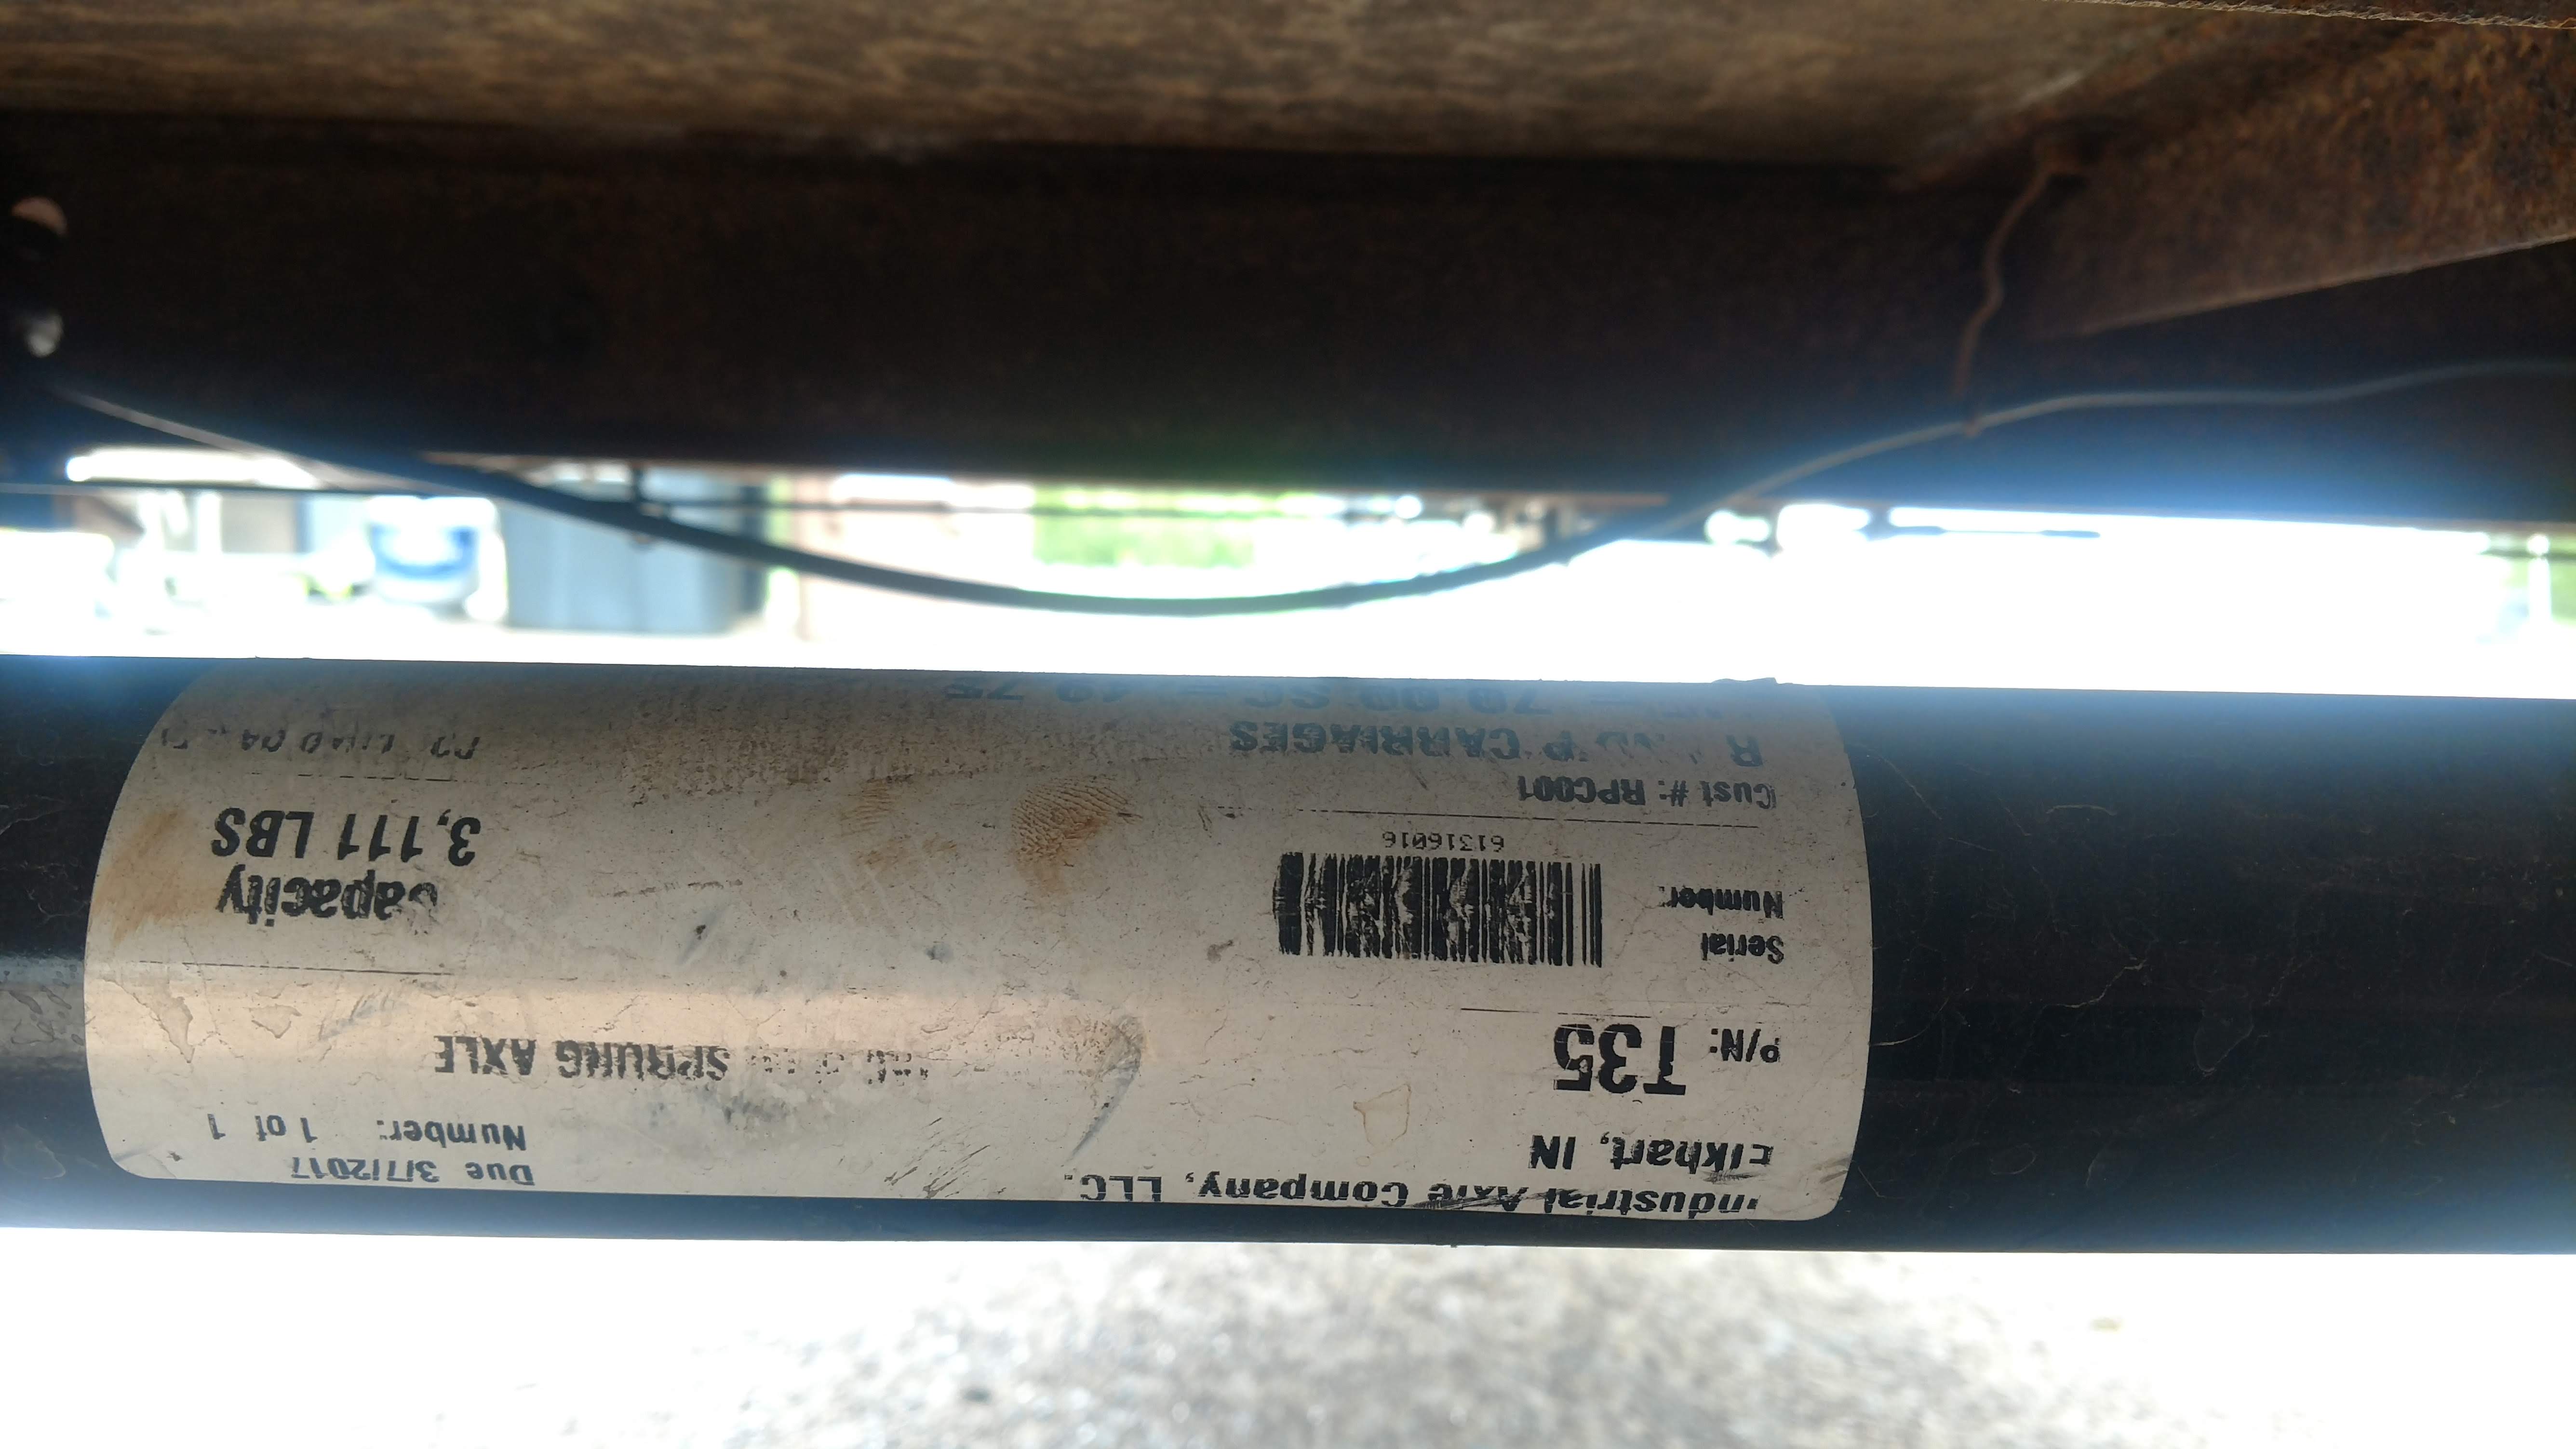 Industrial Axle Company, LLC.
Elkhart, IN
Due 3/7/2017
Number: 1 of 1
P/N: T35
SPRUNG AXLE
Serial
Number:
61316016
Capacity
3,111 LBS
Cust #: RPC001
P CARRIAGES